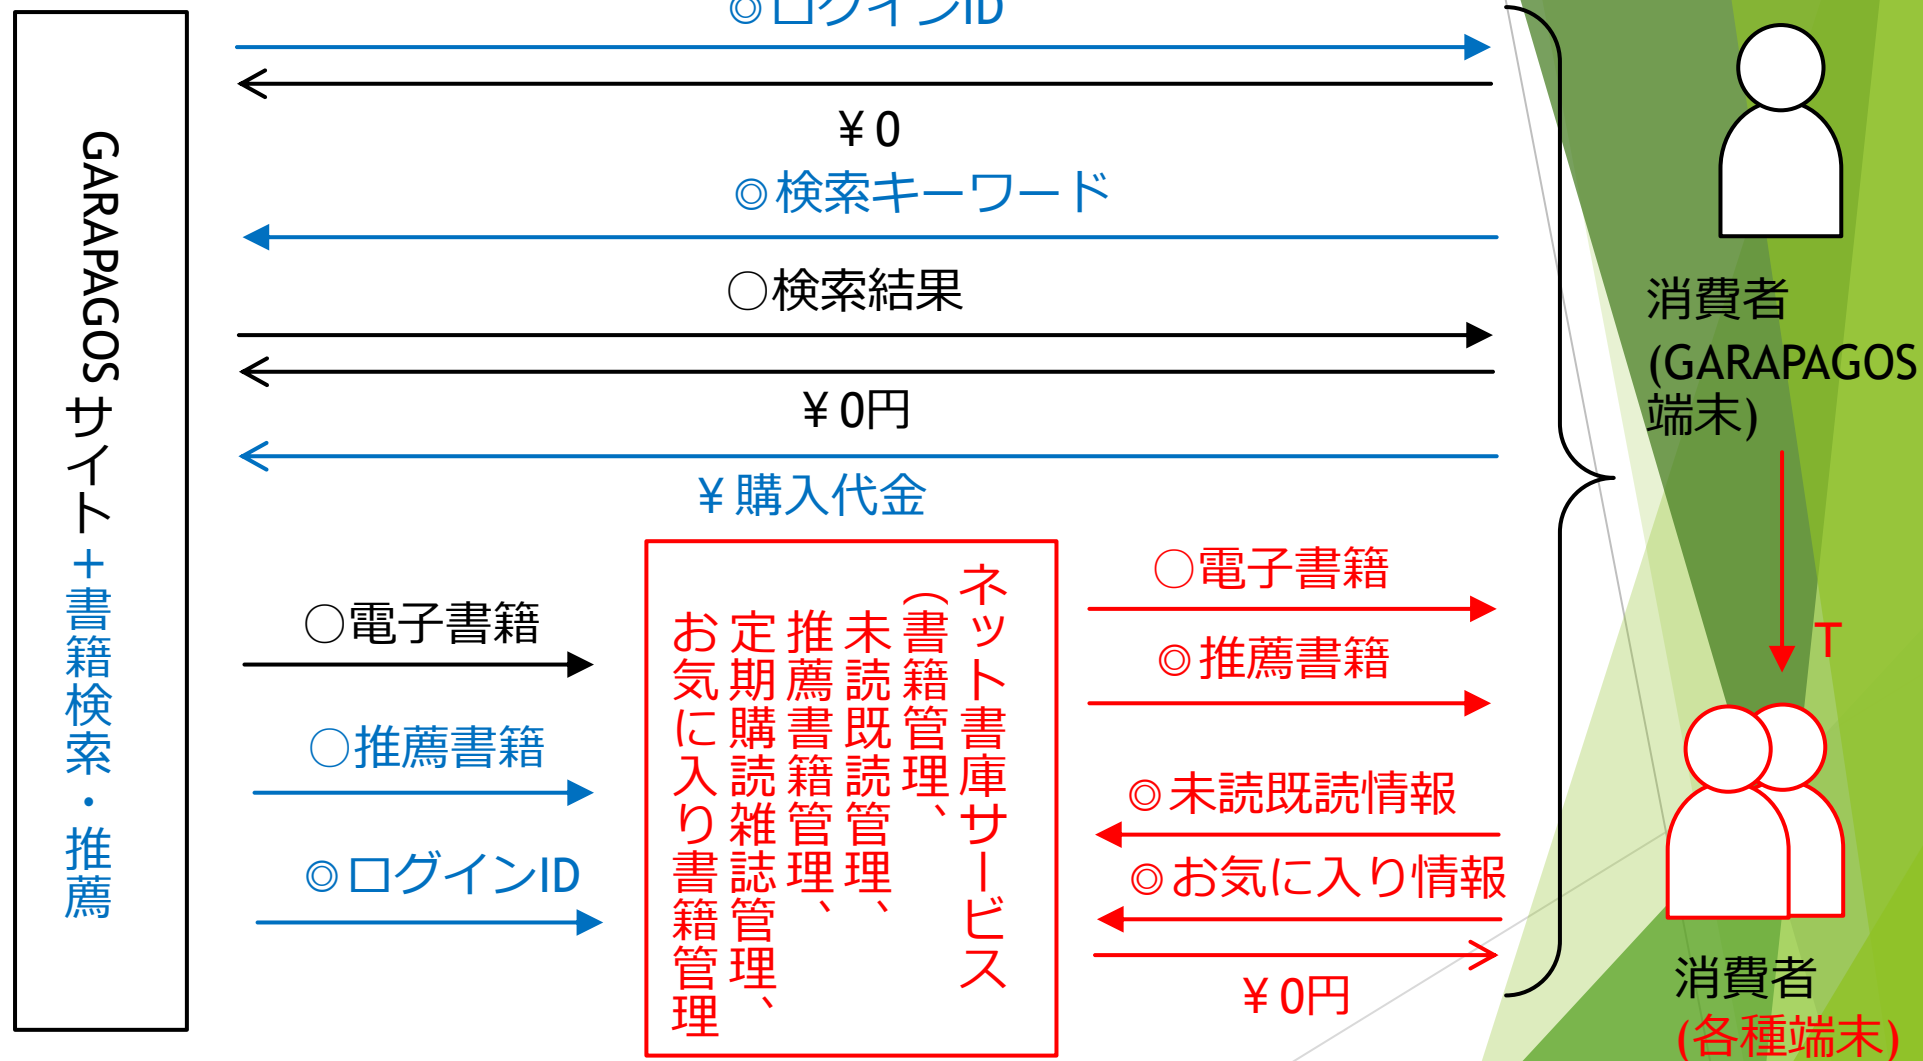 GARAPAGOSサイト＋書籍検索・推薦
◎ログインID
￥0
◎検索キーワード
○検索結果
￥0円
￥購入代金
○電子書籍
○推薦書籍
◎ログインID
ネット書庫サービス
（書籍管理、
未読既読管理、
推薦書籍管理、
定期購読雑誌管理、
お気に入り書籍管理
○電子書籍
◎推薦書籍
◎未読既読情報
◎お気に入り情報
￥0円
消費者
(GARAPAGOS
端末)
T
消費者
(各種端末)